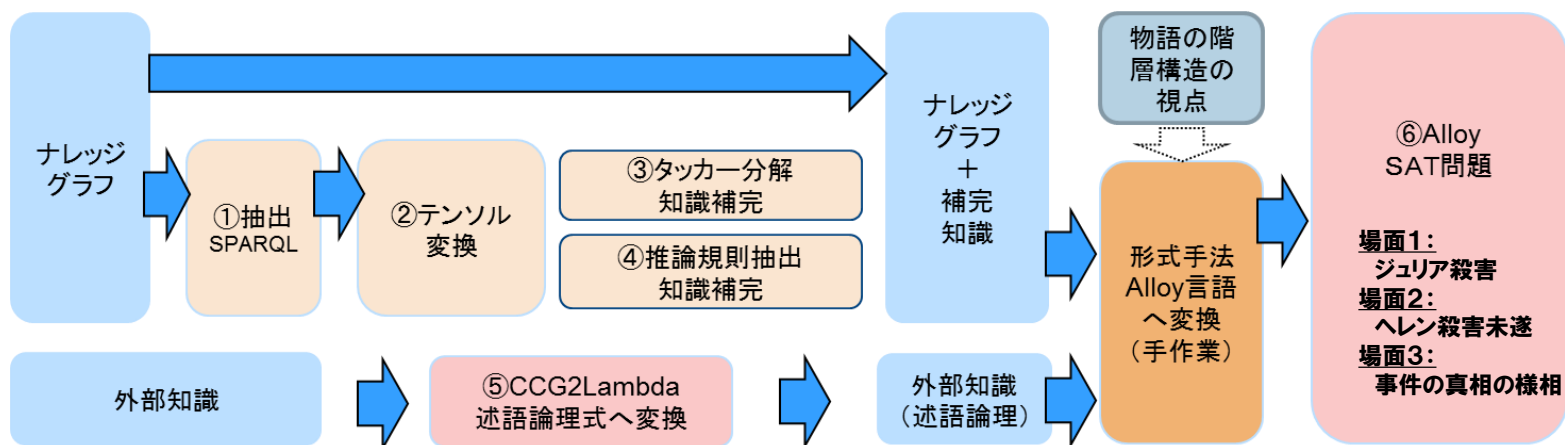 ナレッジ
グラフ
①抽出
SPARQL
②テンソル
変換
③タッカー分解
知識補完
④推論規則抽出
知識補完
ナレッジ
グラフ
＋
補完
知識
物語の階
層構造の
視点
形式手法
Alloy言語
へ変換
（手作業）
⑥Alloy
SAT問題
場面１：
ジュリア殺害
場面２：
ヘレン殺害未遂
場面３：
事件の真相の様相
外部知識
⑤CCG2Lambda
述語論理式へ変換
外部知識
（述語論理）